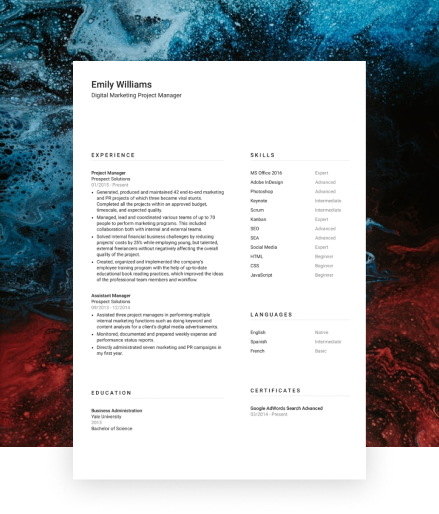 Emily Williams
Digital Marketing Project Manager
EXPERIENCE
Project Manager
Prospect Solutions
01/2015 - Present
• Generated, produced and maintained 42 end-to-end marketing
and PR projects of which three became viral stunts.
Completed all the projects within an approved budget,
timescale, and expected quality.
• Managed, lead and coordinated various teams of up to 70
people to perform marketing programs. This included
collaboration both with internal and external teams.
• Solved internal financial business challenges by reducing
projects' costs by 25% while employing young, but talented,
external freelancers even without affecting the overall
quality of the project.
• Created, organized and implemented the company's
employee training program with the help of up-to-date
educational book reading practices, which improved the ideas
of the professional team members and workflow
Assistant Manager
Prospect Solutions
• Assisted three project managers in performing multiple
internal marketing functions such as doing keyword and
content analysis for a client's digital media advertisements.
• Monitored, documented and prepared weekly expense and
performance status reports.
• Directly administrated seven marketing and PR campaigns in
my first year.
EDUCATION
Business Administration
Yale University
2013
Bachelor of Science
SKILLS
MS Office 2016 Expert
Adobe InDesign Advanced
Photoshop Advanced
Keynote Intermediate
Scrum Intermediate
Kanban Expert
SEO Advanced
SEA Advanced
Social Media Expert
HTML Beginner
CSS Beginner
JavaScript Beginner
LANGUAGES
English Native
Spanish Intermediate
French Basic
CERTIFICATES
Google AdWords Search Advanced
03/2014 - Present